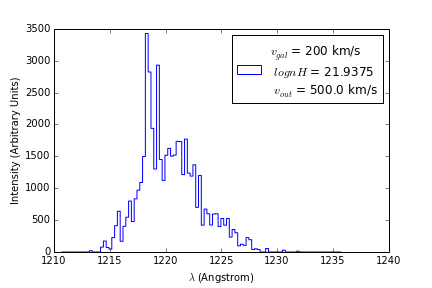 3500
3000
2500
2000
1500
1000
500
0
Intensity (Arbitrary Units)
v_gal = 200 km/s
lognH = 21.9375
v_out = 500.0 km/s
1210 1215 1220 1225 1230 1235 1240
λ (Angstrom)